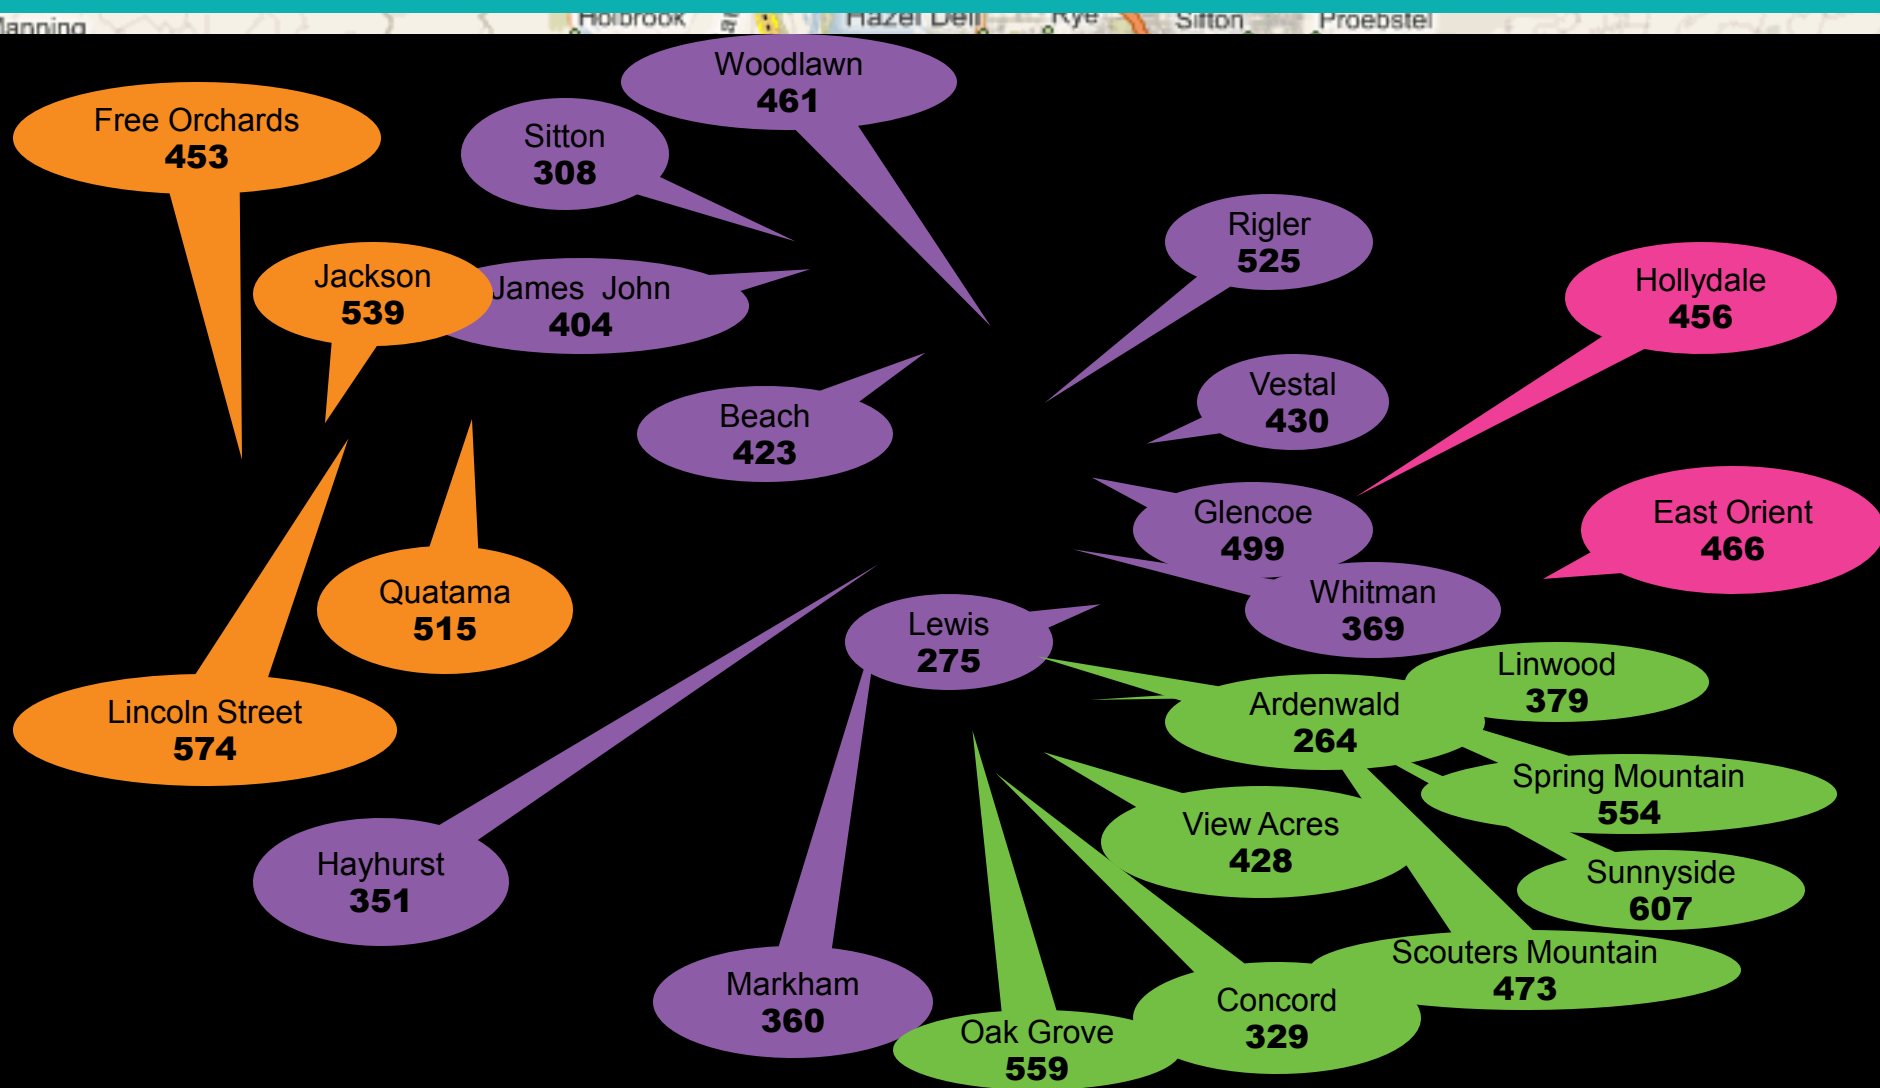 Manning
Holbrook
Hazel Dell
Rye
Sifton
Proebstel
Woodlawn
461
Free Orchards
453
Sitton
308
Rigler
525
Jackson
539
James John
404
Hollydale
456
Vestal
430
Beach
423
Glencoe
499
East Orient
466
Quatama
515
Whitman
369
Lewis
275
Linwood
379
Ardenwald
264
Lincoln Street
574
Spring Mountain
554
View Acres
428
Hayhurst
351
Sunnyside
607
Scouters Mountain
473
Markham
360
Concord
329
Oak Grove
559